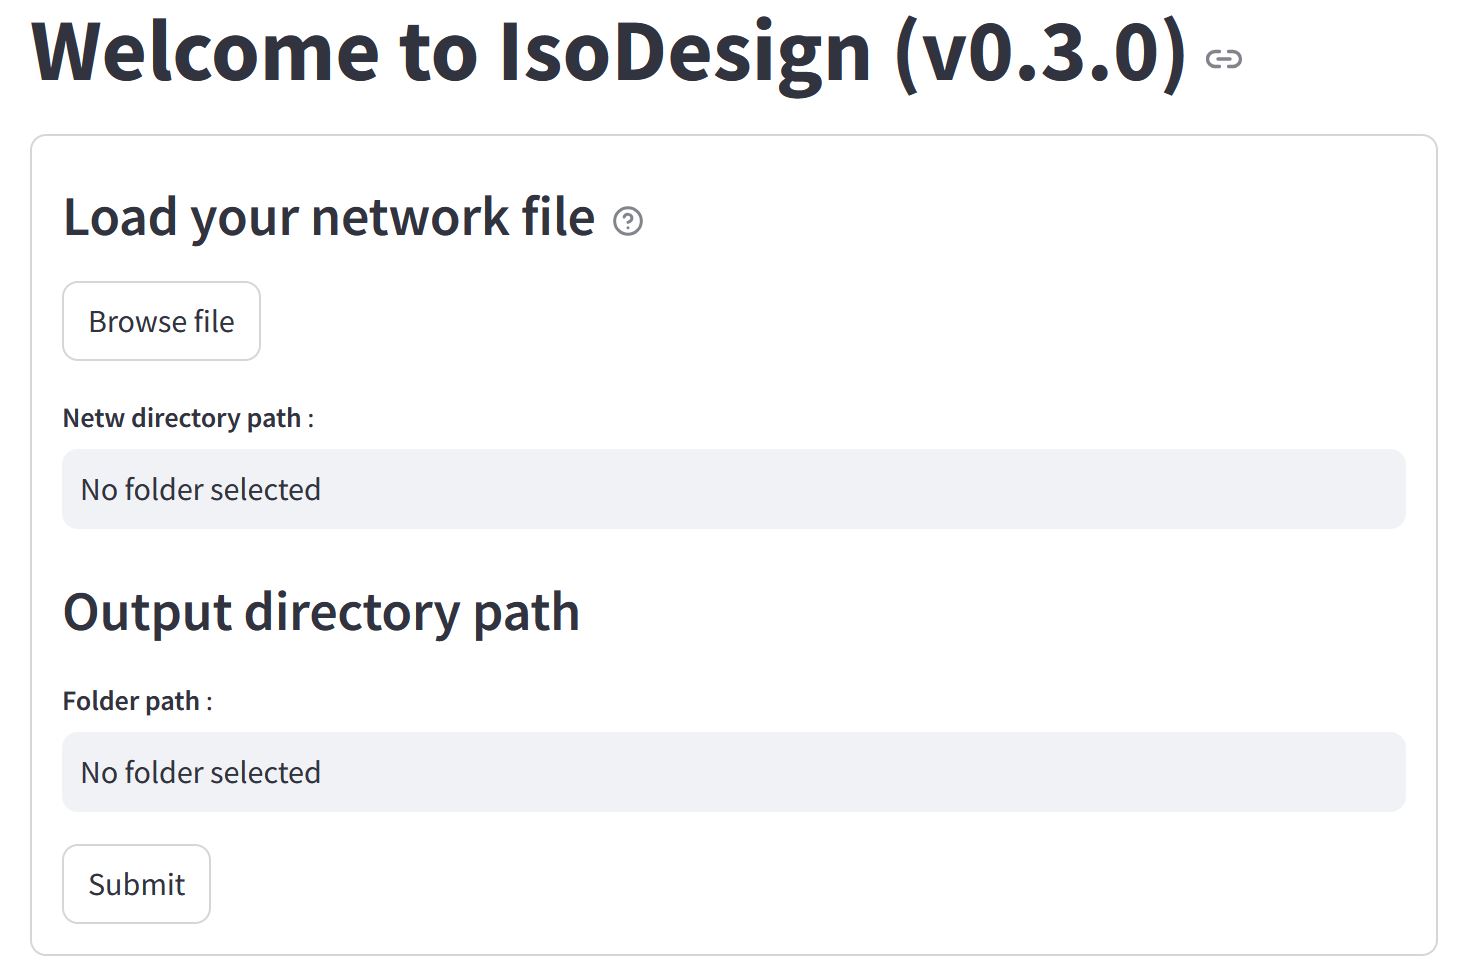 Welcome to IsoDesign (v0.3.0)
Load your network file
Browse file
Netw directory path :
No folder selected
Output directory path
Folder path :
No folder selected
Submit